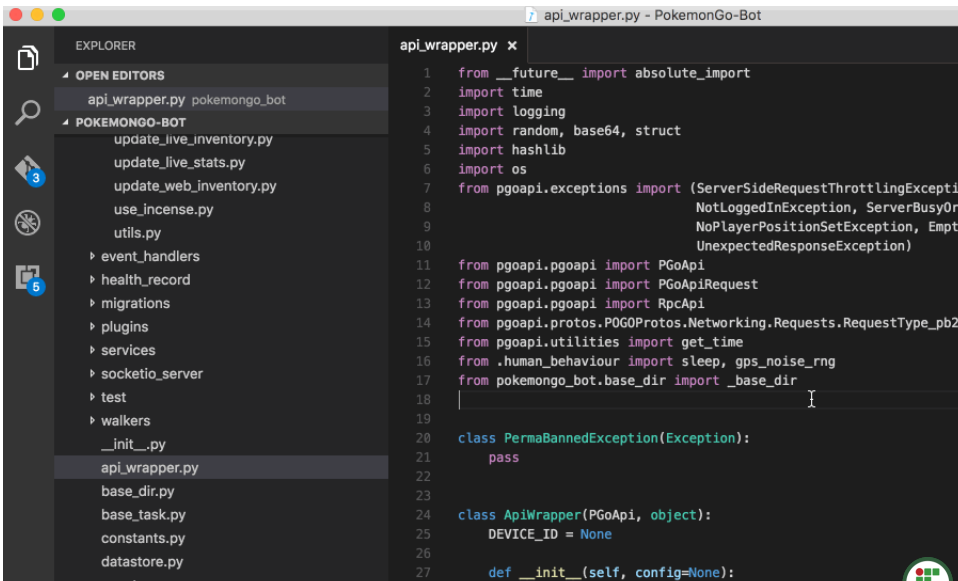 api_wrapper.py - PokemonGo-Bot
EXPLORER
OPEN EDITORS
api_wrapper.py pokemongo_bot
POKEMONGO-BOT
update_live_inventory.py
update_live_stats.py
update_web_inventory.py
use_incense.py
utils.py
event_handlers
health_record
migrations
plugins
services
socketio_server
test
walkers
__init__.py
api_wrapper.py
base_dir.py
base_task.py
constants.py
datastore.py
3
5
api_wrapper.py ×
1 from __future__ import absolute_import
2 import time
3 import logging
4 import random, base64, struct
5 import hashlib
6 import os
7 from pgoapi.exceptions import (ServerSideRequestThrottlingExcepti
8 NotLoggedInException, ServerBusyOr
9 NoPlayerPositionSetException, Empt
10 UnexpectedResponseException)
11 from pgoapi.pgoapi import PGoApi
12 from pgoapi.pgoapi import PGoApiRequest
13 from pgoapi.pgoapi import RpcApi
14 from pgoapi.protos.POGOProtos.Networking.Requests.RequestType_pb2
15 from pgoapi.utilities import get_time
16 from .human_behaviour import sleep, gps_noise_rng
17 from pokemongo_bot.base_dir import _base_dir
18
19
20 class PermaBannedException(Exception):
21 pass
22
23
24 class ApiWrapper(PGoApi, object):
25 DEVICE_ID = None
26
27 def __init__(self, config=None):